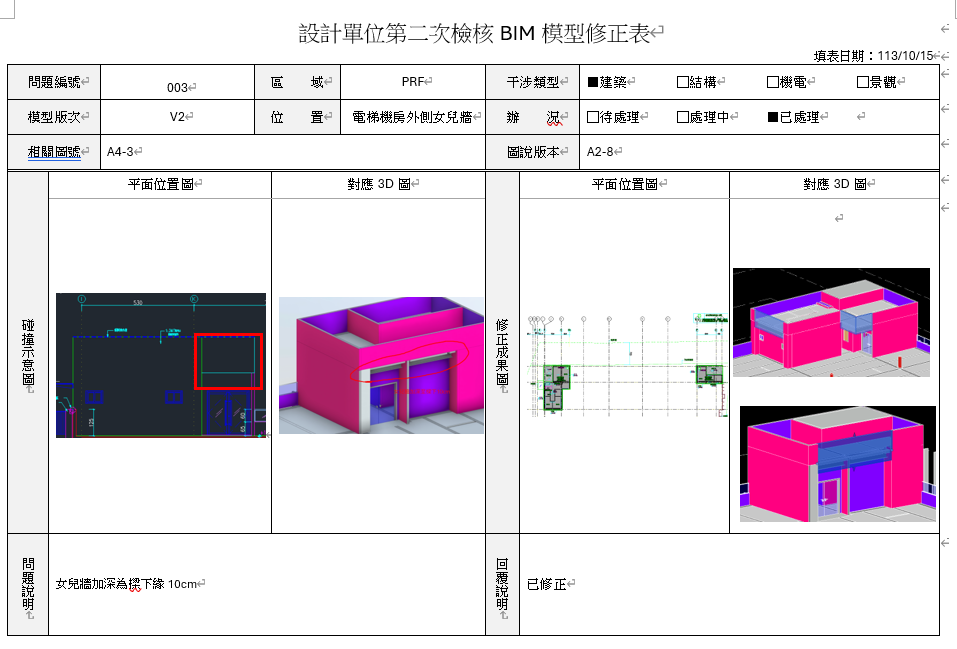 設計單位第二次檢核 BIM 模型修正表
填表日期：113/10/15
問題編號 003 區域 PRF 干涉類型 ■建築 □結構 □機電 □景觀
模型版次 V2 位置 電梯機房外側女兒牆 辦況 □待處理 □處理中 ■已處理
相關圖號 A4-3 圖說版本 A2-8
碰撞示意圖 平面位置圖 對應 3D 圖 修正成果圖 平面位置圖 對應 3D 圖
530
125
問題說明 女兒牆加深為樑下緣 10cm 回覆說明 已修正